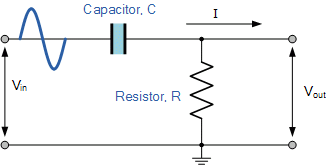 Capacitor, C
I
Vin
Resistor, R
Vout